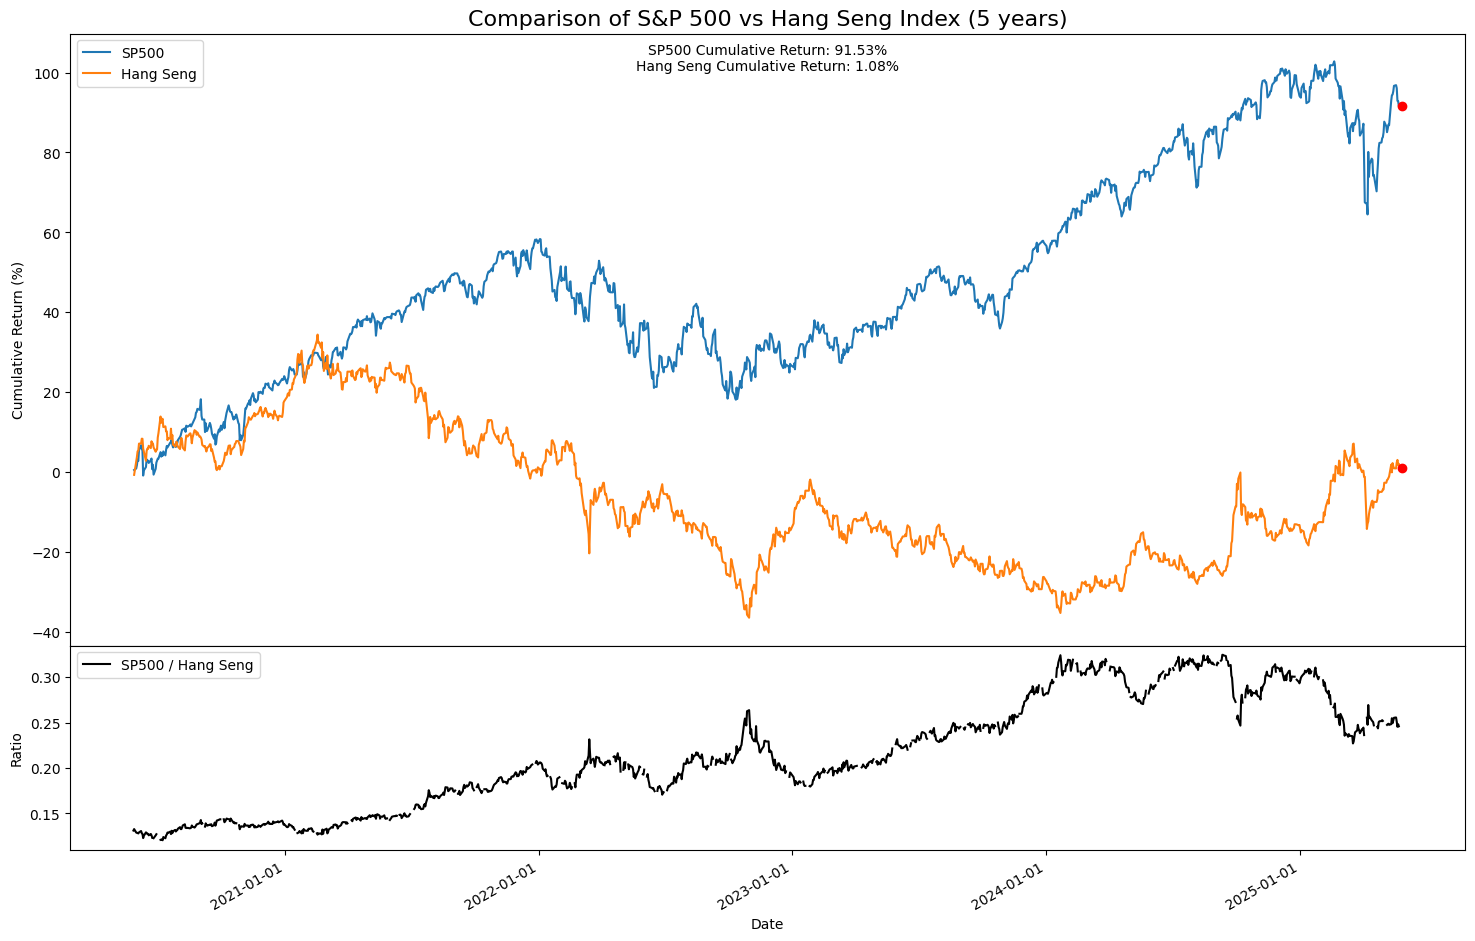 Comparison of S&P 500 vs Hang Seng Index (5 years)
SP500
Hang Seng
SP500 Cumulative Return: 91.53%
Hang Seng Cumulative Return: 1.08%
Cumulative Return (%)
100
80
60
40
20
0
−20
−40
SP500 / Hang Seng
Ratio
0.30
0.25
0.20
0.15
2021-01-01
2022-01-01
2023-01-01
2024-01-01
2025-01-01
Date